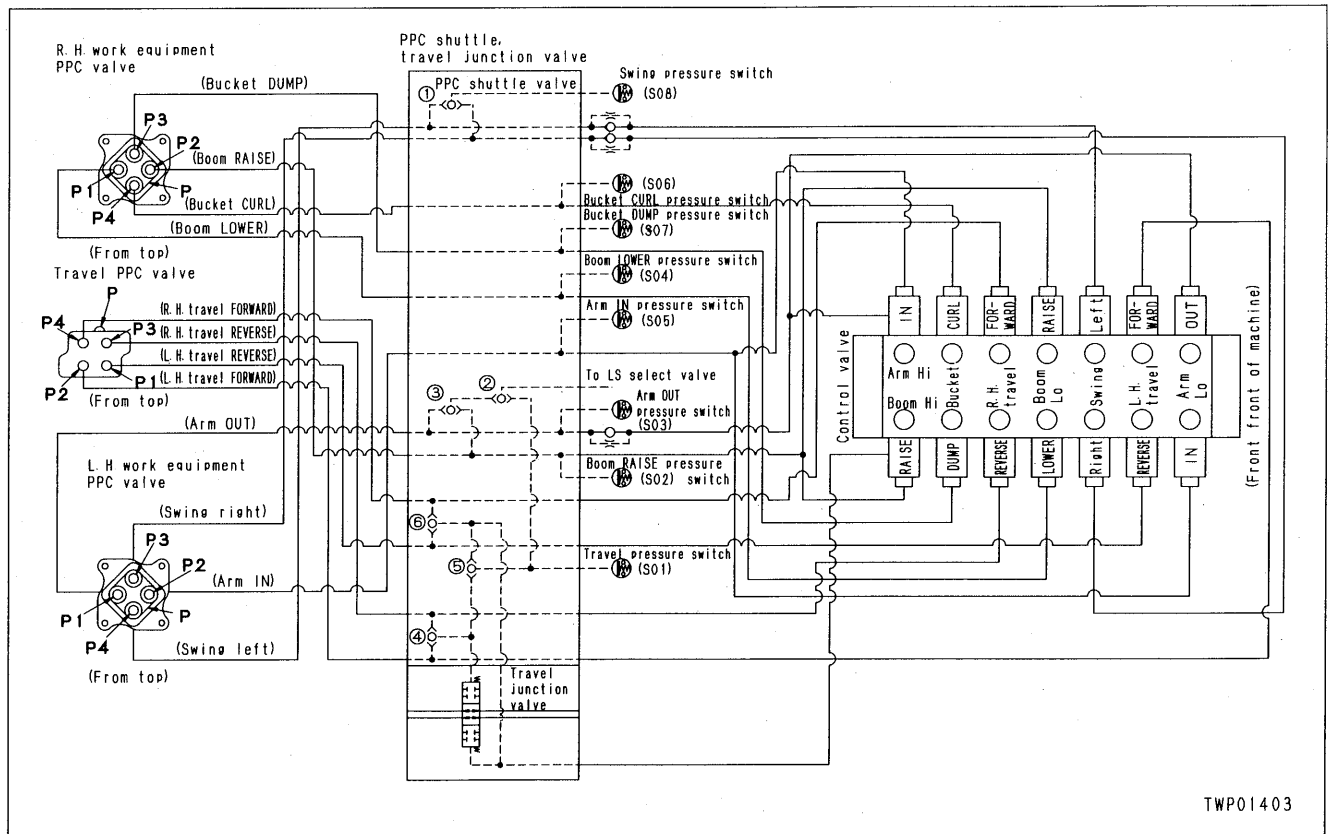 PPC shuttle,
travel junction valve
R. H. work equipment
PPC valve
(Bucket DUMP)
PPC shuttle valve
Swing pressure switch
(S08)
①
P3
P2
(Boom RAISE)
P1
P
P4
(Bucket CURL)
(S06)
Bucket CURL pressure switch
Bucket DUMP pressure switch
(S07)
(Boom LOWER)
(From top)
Boom LOWER pressure switch
(S04)
Travel PPC valve
P
(R. H. travel FORWARD)
P4
P3
(R. H. travel REVERSE)
(L. H. travel REVERSE)
P2
P1
(L. H. travel FORWARD)
(From top)
Arm IN pressure switch
(S05)
To LS select valve
②
③
Arm OUT
pressure switch
(S03)
(Arm OUT)
L. H work equipment
PPC valve
Boom RAISE pressure
(S02) switch
(Swing right)
⑥
P3
P2
(Arm IN)
P1
P
P4
⑤
Travel pressure switch
(S01)
④
(Swing left)
(From top)
Travel
junction
valve
Control valve
IN
CURL
FOR-
WARD
RAISE
Left
FOR-
WARD
OUT
Arm Hi
Boom Hi
Bucket
R. H.
travel
Boom
Lo
Swing
L. H.
travel
Arm
Lo
RAISE
DUMP
REVERSE
LOWER
Right
REVERSE
IN
(Front front of machine)
TWP01403